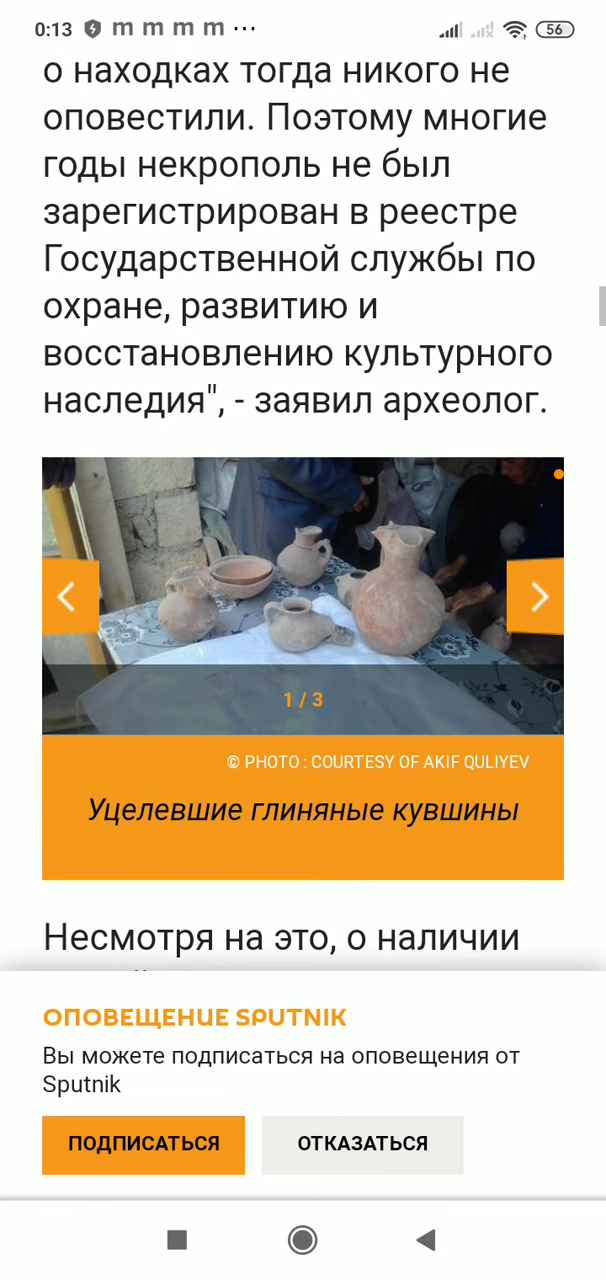 0:13 m m m m ... 56
о находках тогда никого не
оповестили. Поэтому многие
годы некрополь не был
зарегистрирован в реестре
Государственной службы по
охране, развитию и
восстановлению культурного
наследия", - заявил археолог.
1 / 3
© PHOTO : COURTESY OF AKIF QULIYEV
Уцелевшие глиняные кувшины
Несмотря на это, о наличии
ОПОВЕЩЕНИЕ SPUTNIK
Вы можете подписаться на оповещения от
Sputnik
ПОДПИСАТЬСЯ ОТКАЗАТЬСЯ